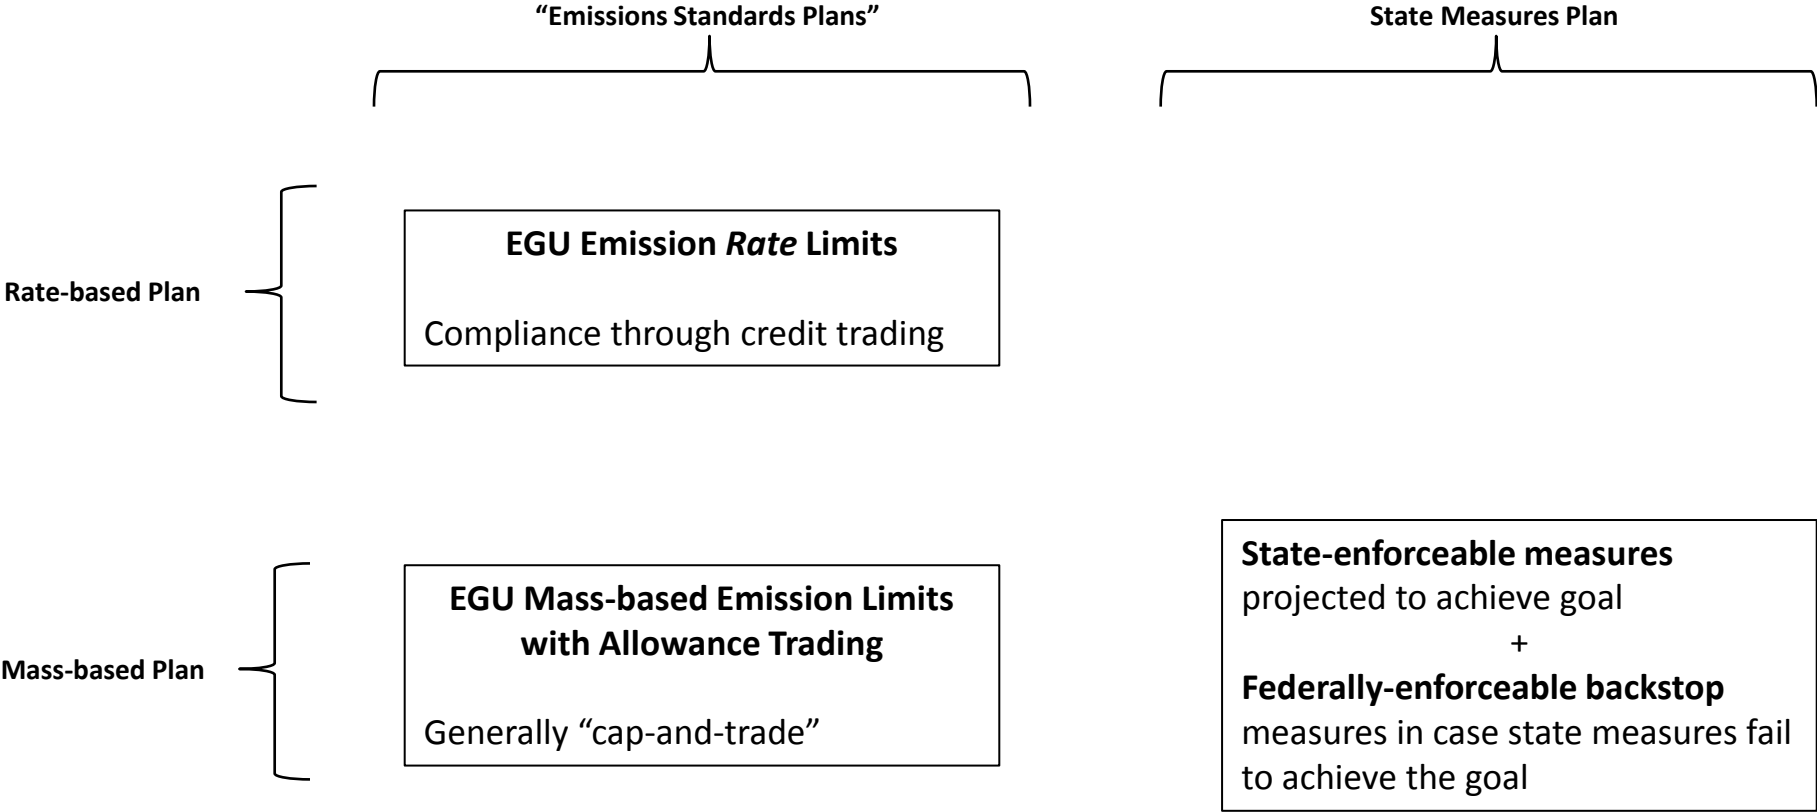 “Emissions Standards Plans”
State Measures Plan
Rate-based Plan
EGU Emission Rate Limits
Compliance through credit trading
Mass-based Plan
EGU Mass-based Emission Limits
with Allowance Trading
Generally “cap-and-trade”
State-enforceable measures
projected to achieve goal
+
Federally-enforceable backstop
measures in case state measures fail
to achieve the goal